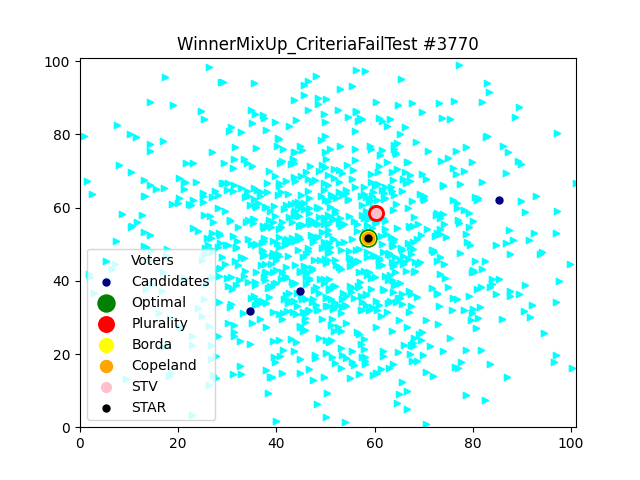 WinnerMixUp_CriteriaFailTest #3770
100
80
60
40
20
0
0 20 40 60 80 100
Voters
Candidates
Optimal
Plurality
Borda
Copeland
STV
STAR